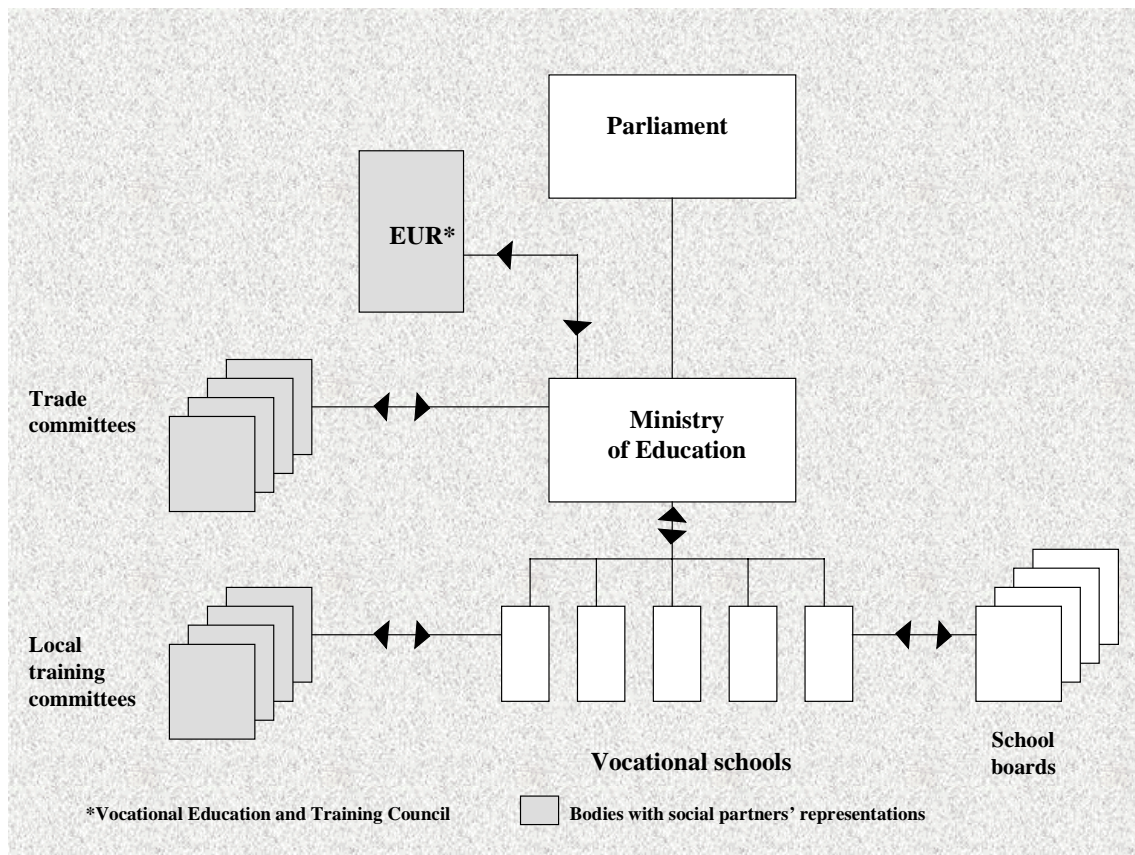 Parliament
EUR*
Trade
committees
Ministry
of Education
Local
training
committees
Vocational schools
School
boards
*Vocational Education and Training Council
Bodies with social partners’ representations